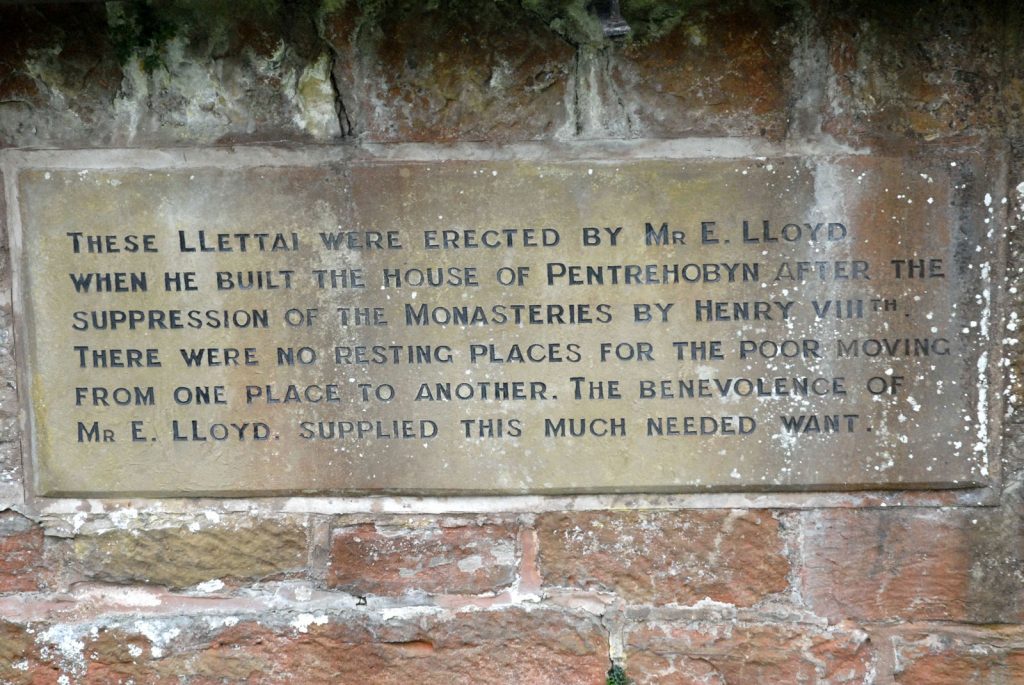 THESE LLETTAI WERE ERECTED BY MR E. LLOYD
WHEN HE BUILT THE HOUSE OF PENTREHOBYN AFTER THE
SUPPRESSION OF THE MONASTERIES BY HENRY VIIITH.
THERE WERE NO RESTING PLACES FOR THE POOR MOVING
FROM ONE PLACE TO ANOTHER. THE BENEVOLENCE OF
MR E. LLOYD. SUPPLIED THIS MUCH NEEDED WANT.